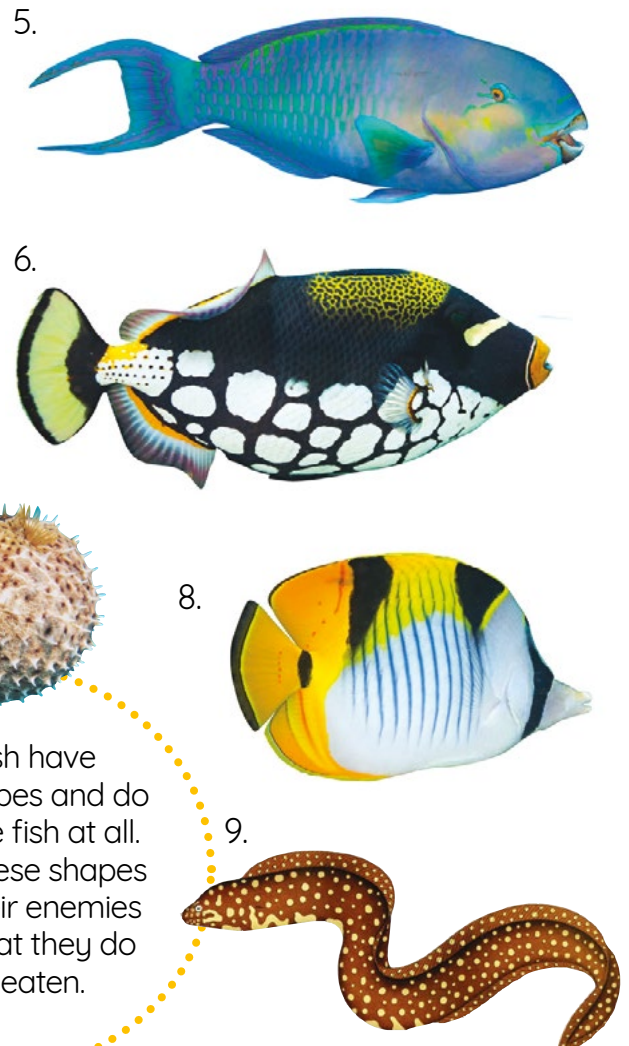 5.
6.
8.
sh have
pes and do
e fish at all.
ese shapes
ir enemies
at they do
eaten.
9.